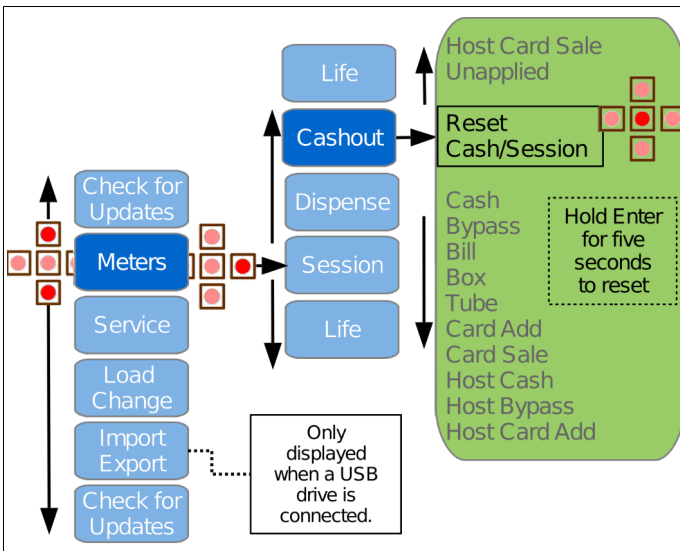 Check for
Updates
Meters
Service
Load
Change
Import
Export
Check for
Updates
Only
displayed
when a USB
drive is
connected.
Life
Cashout
Dispense
Session
Life
Host Card Sale
Unapplied
Reset
Cash/Session
Cash
Bypass
Bill
Box
Tube
Card Add
Card Sale
Host Cash
Host Bypass
Host Card Add
Hold Enter
for five
seconds
to reset